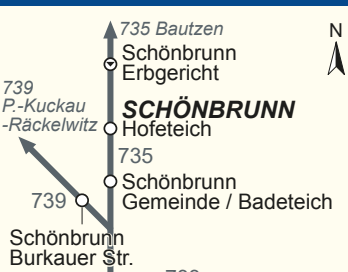 735 Bautzen
N
Schönbrunn
Erbgericht
739
P.-Kuckau
-Räckelwitz
SCHÖNBRUNN
Hofeteich
735
Schönbrunn
Gemeinde / Badeteich
739
Schönbrunn
Burkauer Str.